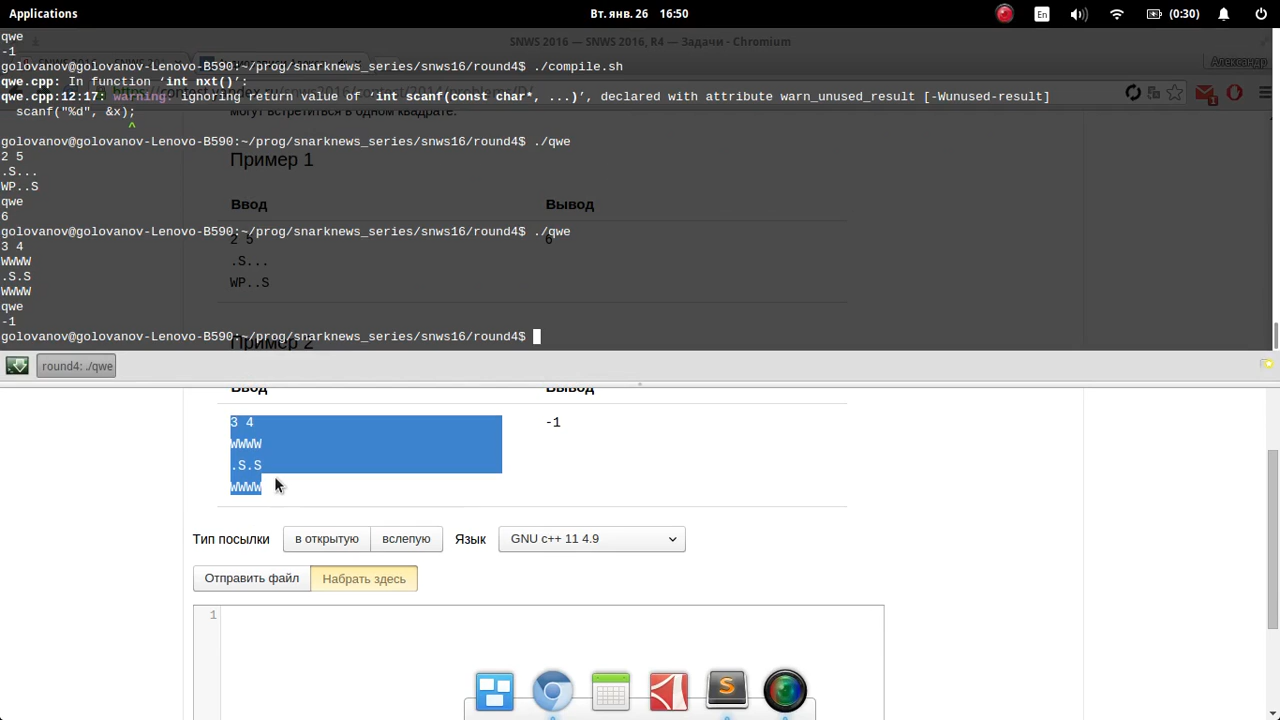 Applications
Вт. янв. 26 16:50
En
(0:30)
SNWS 2016 — SNWS 2016, R4 — Задачи - Chromium
Александр
qwe
-1
golovanov@golovanov-Lenovo-B590:~/prog/snarknews_series/snws16/round4$ ./compile.sh
qwe.cpp: In function ‘int nxt()’:
qwe.cpp:12:17: warning: ignoring return value of ‘int scanf(const char*, ...)’, declared with attribute warn_unused_result [-Wunused-result]
scanf("%d", &x);
^
могут встретиться в одном квадрате.
golovanov@golovanov-Lenovo-B590:~/prog/snarknews_series/snws16/round4$ ./qwe
2 5
.S...
WP..S
qwe
6
golovanov@golovanov-Lenovo-B590:~/prog/snarknews_series/snws16/round4$ ./qwe
3 4
WWWW
.S.S
WWWW
qwe
-1
golovanov@golovanov-Lenovo-B590:~/prog/snarknews_series/snws16/round4$
Пример 1
Ввод
Вывод
2 5
.S...
WP..S
6
Пример 2
round4: ./qwe
Ввод
Вывод
3 4
WWWW
.S.S
WWWW
-1
Тип посылки
в открытую
вслепую
Язык
GNU c++ 11 4.9
Отправить файл
Набрать здесь
1